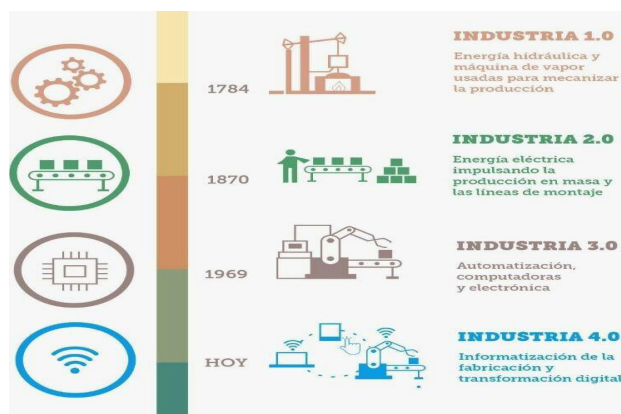 INDUSTRIA 1.0
Energía hidráulica y
máquina de vapor
usadas para mecanizar
la producción
1784
INDUSTRIA 2.0
Energía eléctrica
impulsando la
producción en masa y
las líneas de montaje
1870
INDUSTRIA 3.0
Automatización,
computadoras
y electrónica
1969
INDUSTRIA 4.0
Informatización de la
fabricación y
transformación digital
HOY